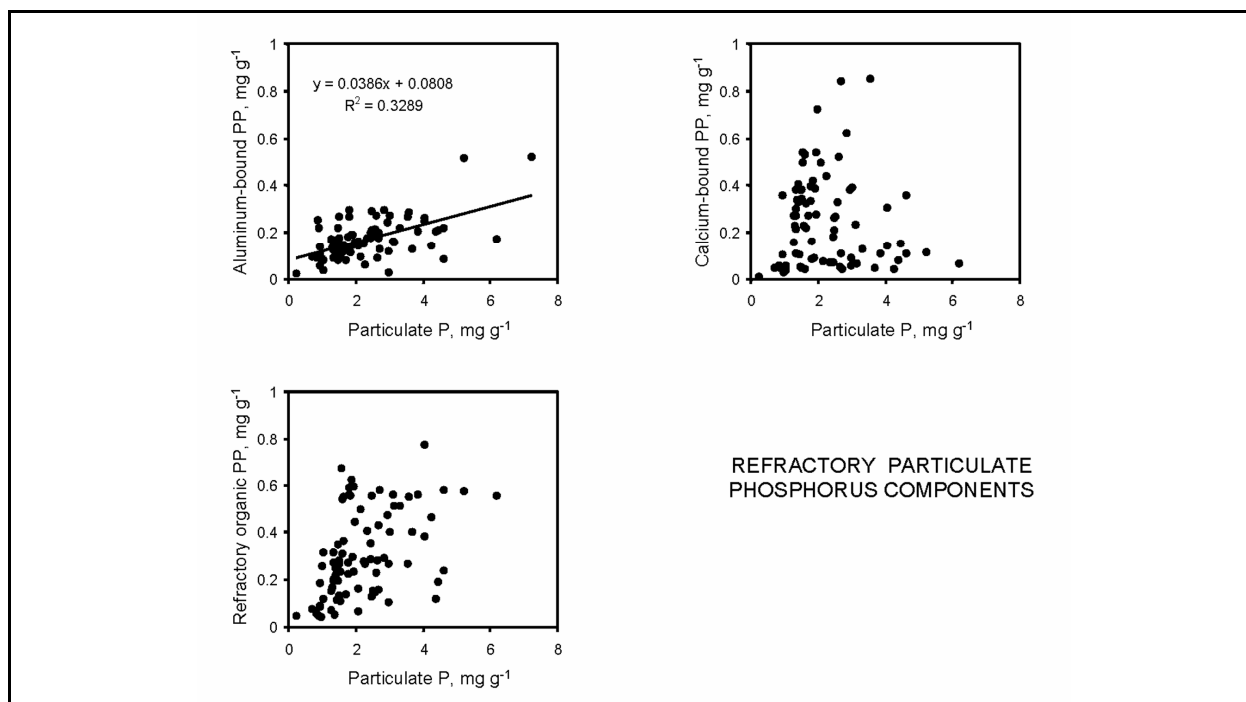 Aluminum-bound PP, mg g⁻¹
1
0.8
0.6
0.4
0.2
0
y = 0.0386x + 0.0808
R² = 0.3289
0 2 4 6 8
Particulate P, mg g⁻¹
Calcium-bound PP, mg g⁻¹
1
0.8
0.6
0.4
0.2
0
0 2 4 6 8
Particulate P, mg g⁻¹
Refractory organic PP, mg g⁻¹
1
0.8
0.6
0.4
0.2
0
0 2 4 6 8
Particulate P, mg g⁻¹
REFRACTORY PARTICULATE
PHOSPHORUS COMPONENTS